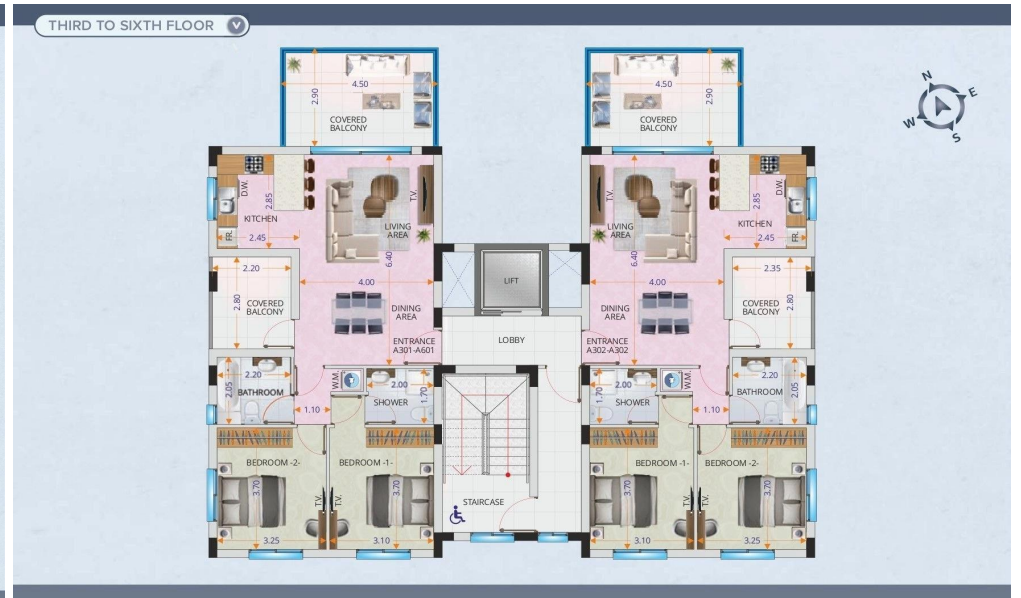 THIRD TO SIXTH FLOOR
N
E
W
S
4.50
2.90
COVERED
BALCONY
4.50
2.90
COVERED
BALCONY
D.W.
2.85
KITCHEN
FR.
2.45
T.V.
LIVING
AREA
6.40
4.00
DINING
AREA
ENTRANCE
A301-A601
2.20
2.80
COVERED
BALCONY
LIFT
LOBBY
T.V.
LIVING
AREA
6.40
4.00
DINING
AREA
ENTRANCE
A302-A302
D.W.
2.85
KITCHEN
2.45
FR.
2.35
2.80
COVERED
BALCONY
2.20
2.05
BATHROOM
1.10
W.M.
2.00
1.70
SHOWER
2.00
1.70
SHOWER
W.M.
1.10
2.20
2.05
BATHROOM
BEDROOM -2-
3.70
T.V.
3.25
BEDROOM -1-
T.V.
3.70
3.10
STAIRCASE
BEDROOM -1-
3.70
T.V.
3.10
BEDROOM -2-
T.V.
3.70
3.25